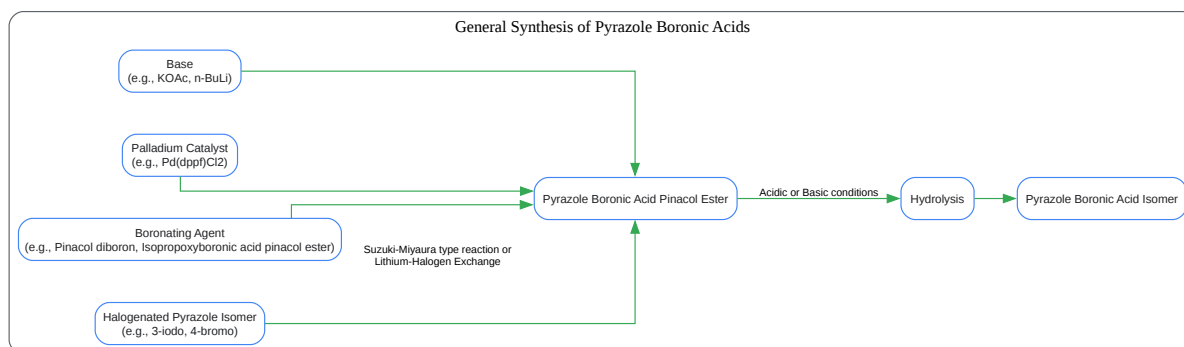 General Synthesis of Pyrazole Boronic Acids
Base
(e.g., KOAc, n-BuLi)
Palladium Catalyst
(e.g., Pd(dppf)Cl2)
Boronating Agent
(e.g., Pinacol diboron, Isopropoxyboronic acid pinacol ester)
Halogenated Pyrazole Isomer
(e.g., 3-iodo, 4-bromo)
Suzuki-Miyaura type reaction or
Lithium-Halogen Exchange
Pyrazole Boronic Acid Pinacol Ester
Acidic or Basic conditions
Hydrolysis
Pyrazole Boronic Acid Isomer